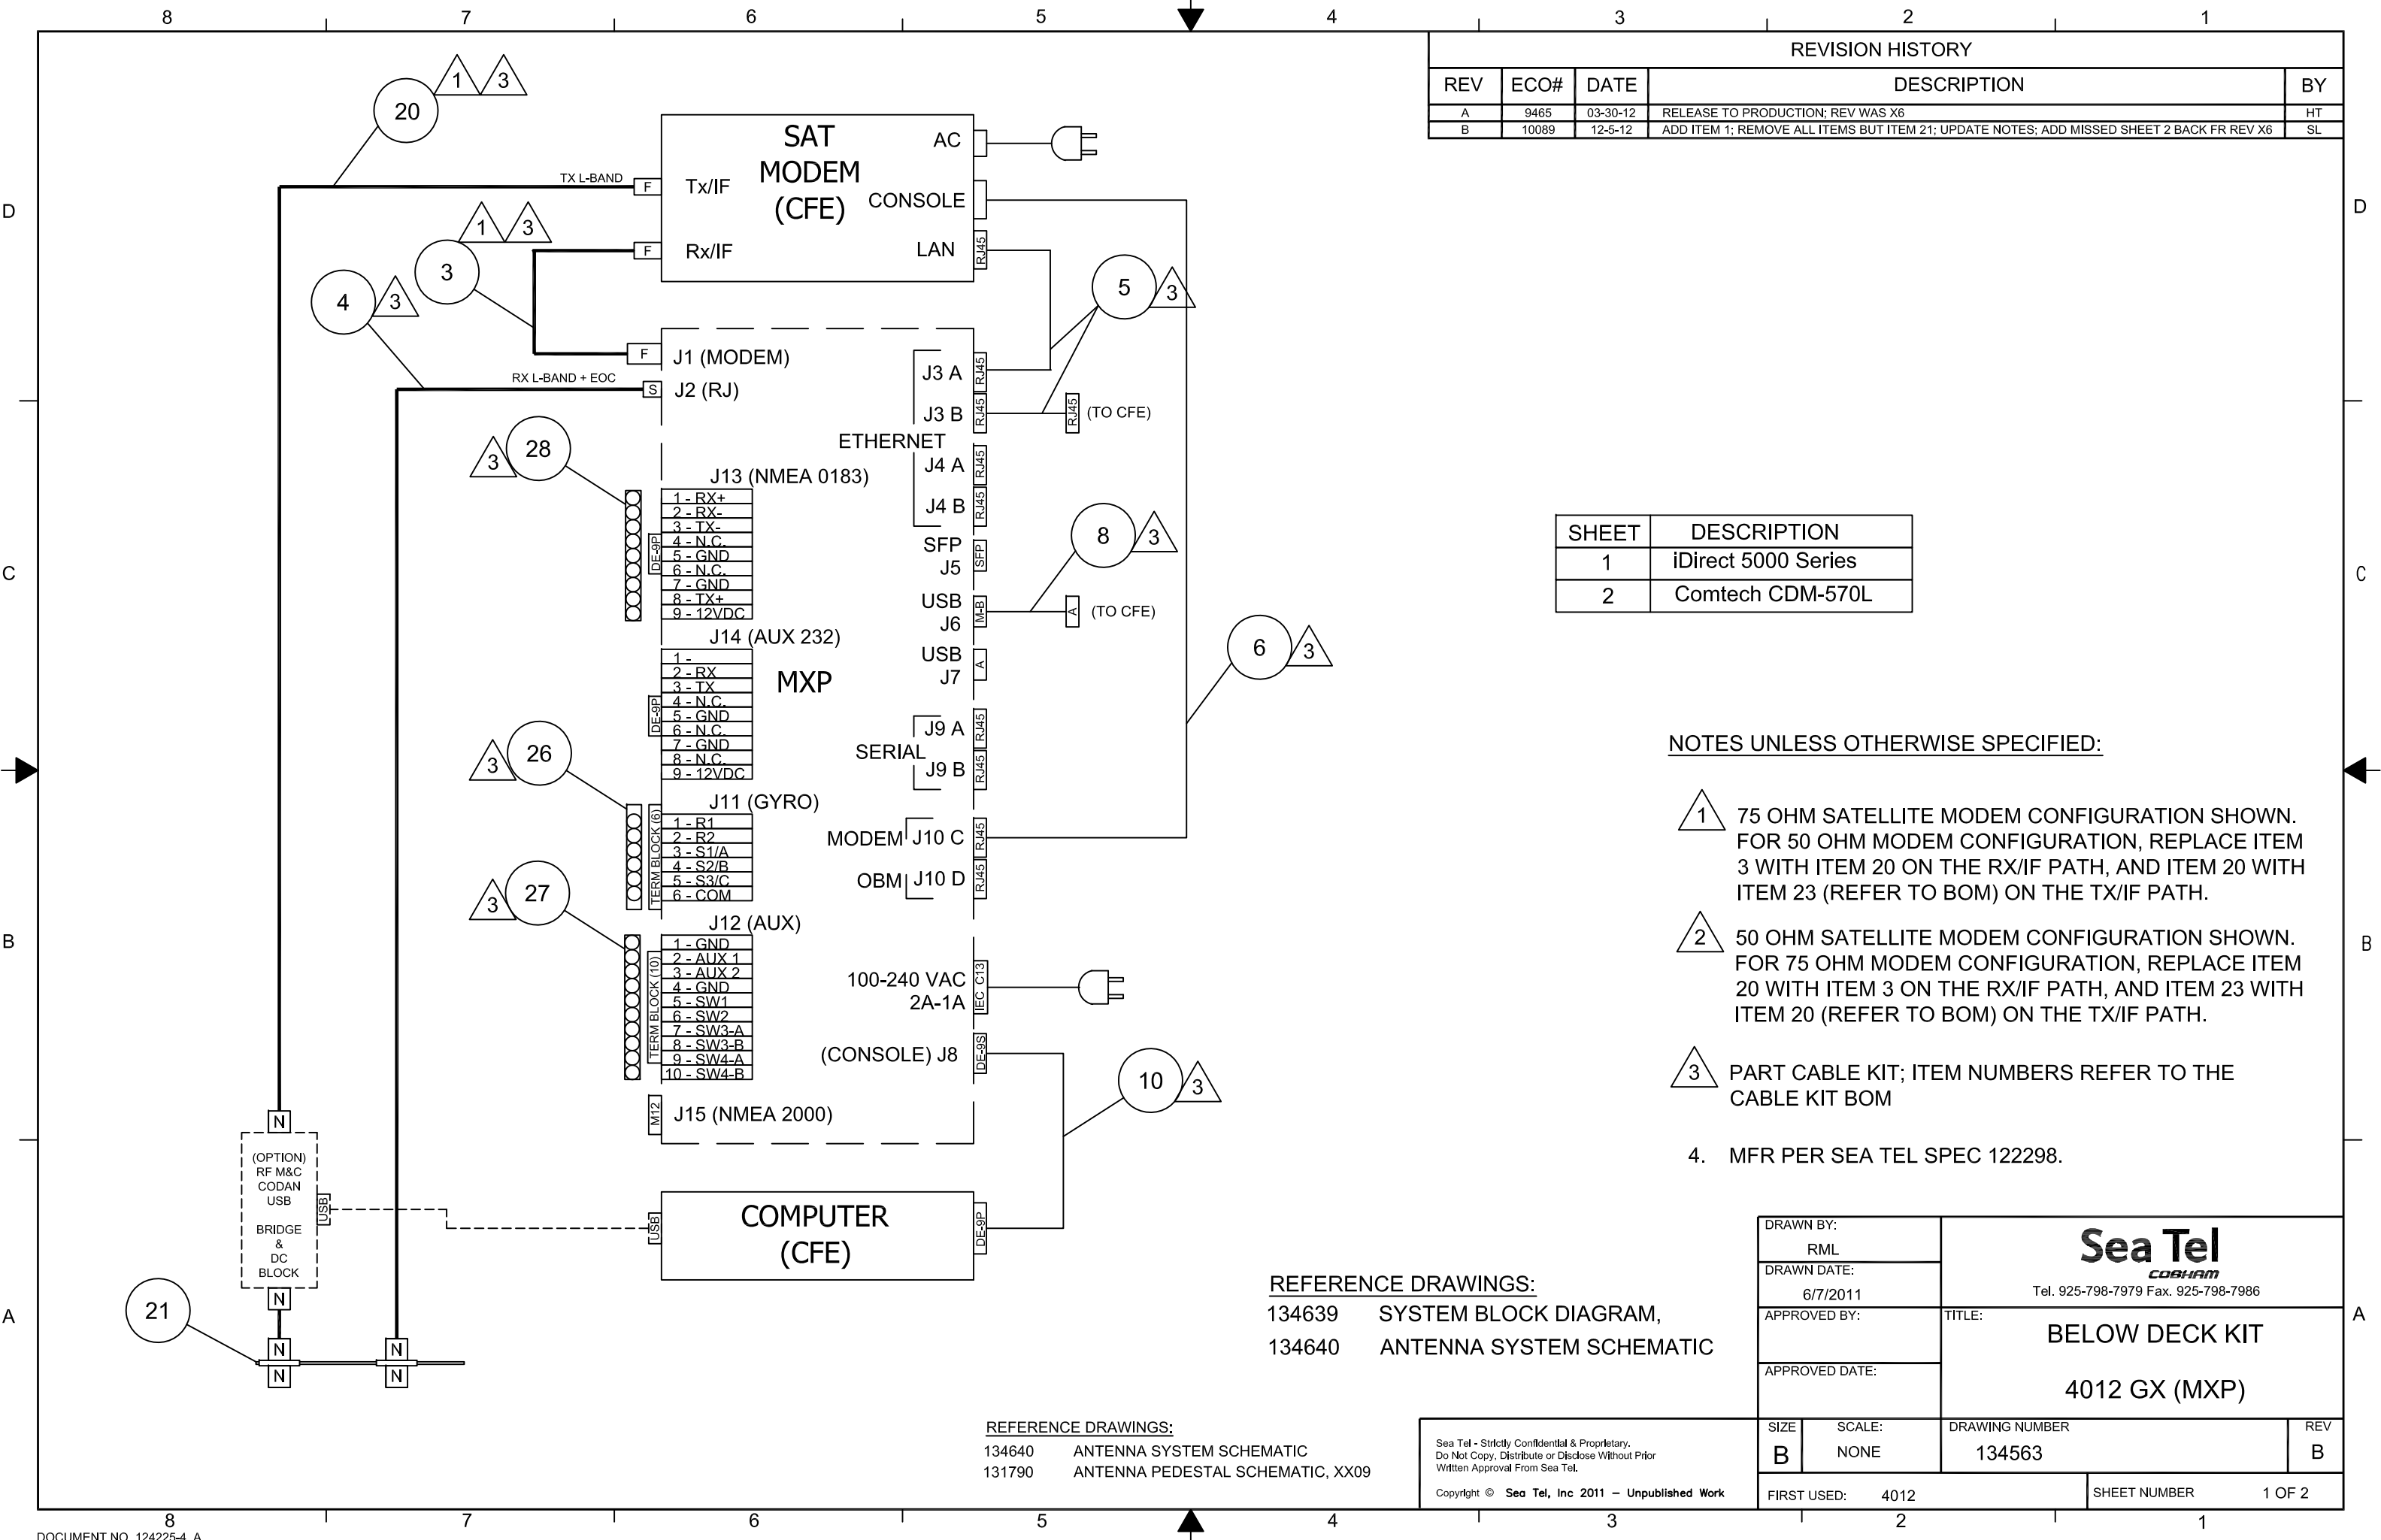 8 7 6 5 4 3 2 1
REVISION HISTORY
REV ECO# DATE DESCRIPTION BY
A 9465 03-30-12 RELEASE TO PRODUCTION; REV WAS X6 HT
B 10089 12-5-12 ADD ITEM 1; REMOVE ALL ITEMS BUT ITEM 21; UPDATE NOTES; ADD MISSED SHEET 2 BACK FR REV X6 SL
D D
C C
B B
A A
20 1 3
TX L-BAND
F Tx/IF
SAT
MODEM
(CFE)
AC
CONSOLE
LAN RJ45
3 1 3
F Rx/IF
4 3
5 3
F J1 (MODEM)
RX L-BAND + EOC
S J2 (RJ)
J3 A RJ45
J3 B RJ45 RJ45 (TO CFE)
ETHERNET
J4 A RJ45
J4 B RJ45
28 3
J13 (NMEA 0183)
DE-9P
1 - RX+
2 - RX-
3 - TX-
4 - N.C.
5 - GND
6 - N.C.
7 - GND
8 - TX+
9 - 12VDC
SFP
J5 SFP
8 3
USB
J6 M-B A (TO CFE)
USB
J7 A
6 3
J14 (AUX 232)
MXP
DE-9P
1 -
2 - RX
3 - TX
4 - N.C.
5 - GND
6 - N.C.
7 - GND
8 - N.C.
9 - 12VDC
J9 A RJ45
SERIAL
J9 B RJ45
26 3
J11 (GYRO)
TERM BLOCK (6)
1 - R1
2 - R2
3 - S1/A
4 - S2/B
5 - S3/C
6 - COM
MODEM J10 C RJ45
OBM J10 D RJ45
27 3
J12 (AUX)
TERM BLOCK (10)
1 - GND
2 - AUX 1
3 - AUX 2
4 - GND
5 - SW1
6 - SW2
7 - SW3-A
8 - SW3-B
9 - SW4-A
10 - SW4-B
100-240 VAC
2A-1A IEC C13
(CONSOLE) J8 DE-9S
10 3
M12 J15 (NMEA 2000)
N
(OPTION)
RF M&C
CODAN
USB
BRIDGE
&
DC
BLOCK
USB
N
USB
COMPUTER
(CFE)
DE-9P
21
N N
N N
SHEET DESCRIPTION
1 iDirect 5000 Series
2 Comtech CDM-570L
NOTES UNLESS OTHERWISE SPECIFIED:
1 75 OHM SATELLITE MODEM CONFIGURATION SHOWN.
FOR 50 OHM MODEM CONFIGURATION, REPLACE ITEM
3 WITH ITEM 20 ON THE RX/IF PATH, AND ITEM 20 WITH
ITEM 23 (REFER TO BOM) ON THE TX/IF PATH.
2 50 OHM SATELLITE MODEM CONFIGURATION SHOWN.
FOR 75 OHM MODEM CONFIGURATION, REPLACE ITEM
20 WITH ITEM 3 ON THE RX/IF PATH, AND ITEM 23 WITH
ITEM 20 (REFER TO BOM) ON THE TX/IF PATH.
3 PART CABLE KIT; ITEM NUMBERS REFER TO THE
CABLE KIT BOM
4. MFR PER SEA TEL SPEC 122298.
REFERENCE DRAWINGS:
134639 SYSTEM BLOCK DIAGRAM,
134640 ANTENNA SYSTEM SCHEMATIC
REFERENCE DRAWINGS:
134640 ANTENNA SYSTEM SCHEMATIC
131790 ANTENNA PEDESTAL SCHEMATIC, XX09
Sea Tel - Strictly Confidential & Proprietary.
Do Not Copy, Distribute or Disclose Without Prior
Written Approval From Sea Tel.
Copyright © Sea Tel, Inc 2011 – Unpublished Work
DRAWN BY:
RML
DRAWN DATE:
6/7/2011
APPROVED BY:
APPROVED DATE:
Sea Tel
COBHAM
Tel. 925-798-7979 Fax. 925-798-7986
TITLE:
BELOW DECK KIT
4012 GX (MXP)
SIZE B
SCALE: NONE
DRAWING NUMBER 134563
REV B
FIRST USED: 4012
SHEET NUMBER 1 OF 2
8 7 6 5 4 3 2 1
DOCUMENT NO. 124225-4 A